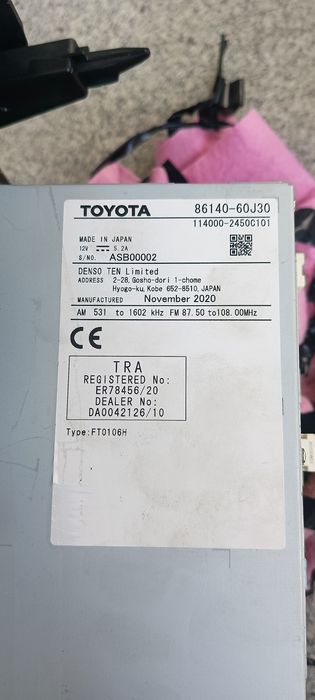 TOYOTA 86140-60J30
114000-2450C101
MADE IN JAPAN
12V 5.2A
S/NO. ASB00002
DENSO TEN Limited
ADDRESS 2-28, Gosho-dori 1-chome
Hyogo-ku, Kobe 652-8510, JAPAN
MANUFACTURED November 2020
AM 531 to 1602 kHz FM 87.50 to108.00MHz
CE
TRA
REGISTERED No:
ER78456/20
DEALER No:
DA0042126/10
Type:FT0106H